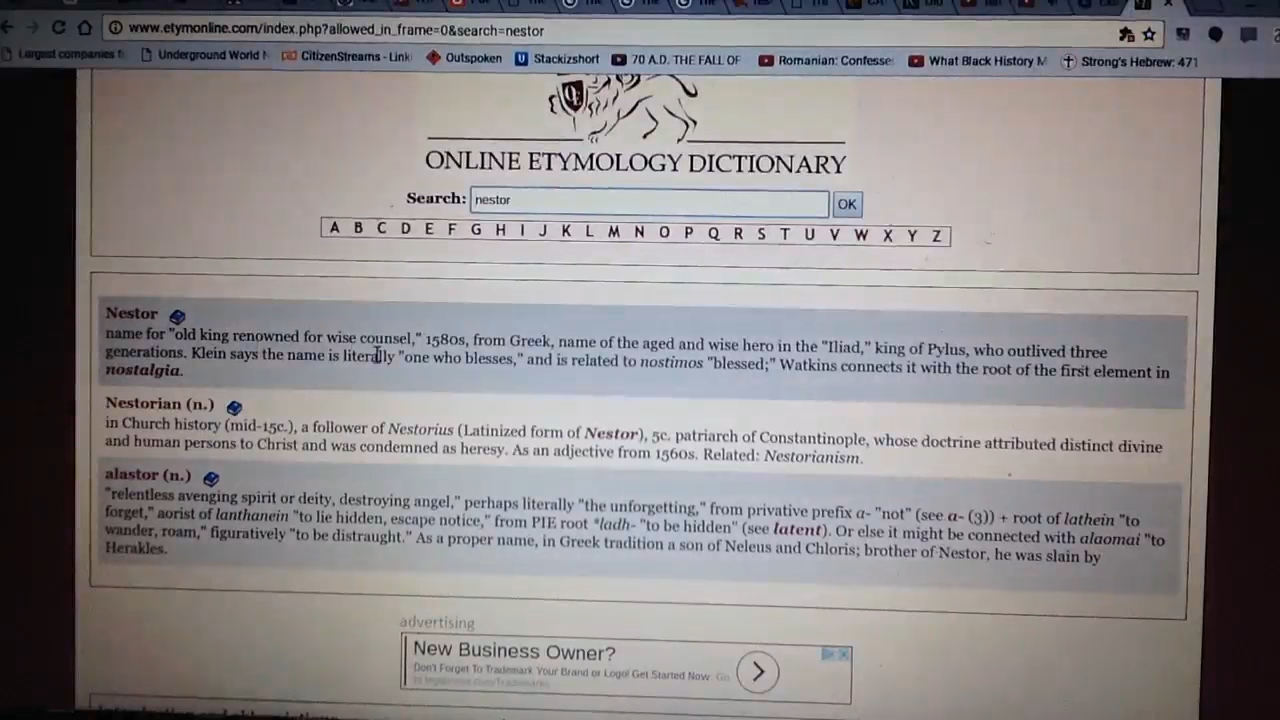 www.etymonline.com/index.php?allowed_in_frame=0&search=nestor
Largest companies Underground World CitizenStreams - Link Outspoken Stackizshort 70 A.D. THE FALL OF Romanian: Confesse What Black History M Strong's Hebrew: 471
ONLINE ETYMOLOGY DICTIONARY
Search: nestor OK
A B C D E F G H I J K L M N O P Q R S T U V W X Y Z
Nestor
name for "old king renowned for wise counsel," 1580s, from Greek, name of the aged and wise hero in the "Iliad," king of Pylus, who outlived three
generations. Klein says the name is literally "one who blesses," and is related to nostimos "blessed;" Watkins connects it with the root of the first element in
nostalgia.
Nestorian (n.)
in Church history (mid-15c.), a follower of Nestorius (Latinized form of Nestor), 5c. patriarch of Constantinople, whose doctrine attributed distinct divine
and human persons to Christ and was condemned as heresy. As an adjective from 1560s. Related: Nestorianism.
alastor (n.)
"relentless avenging spirit or deity, destroying angel," perhaps literally "the unforgetting," from privative prefix a- "not" (see a- (3)) + root of lathein "to
forget," aorist of lanthanein "to lie hidden, escape notice," from PIE root *ladh- "to be hidden" (see latent). Or else it might be connected with alaomai "to
wander, roam," figuratively "to be distraught." As a proper name, in Greek tradition a son of Neleus and Chloris; brother of Nestor, he was slain by
Herakles.
advertising
New Business Owner?
Don't Forget To Trademark Your Brand or Logo! Get Started Now. Go